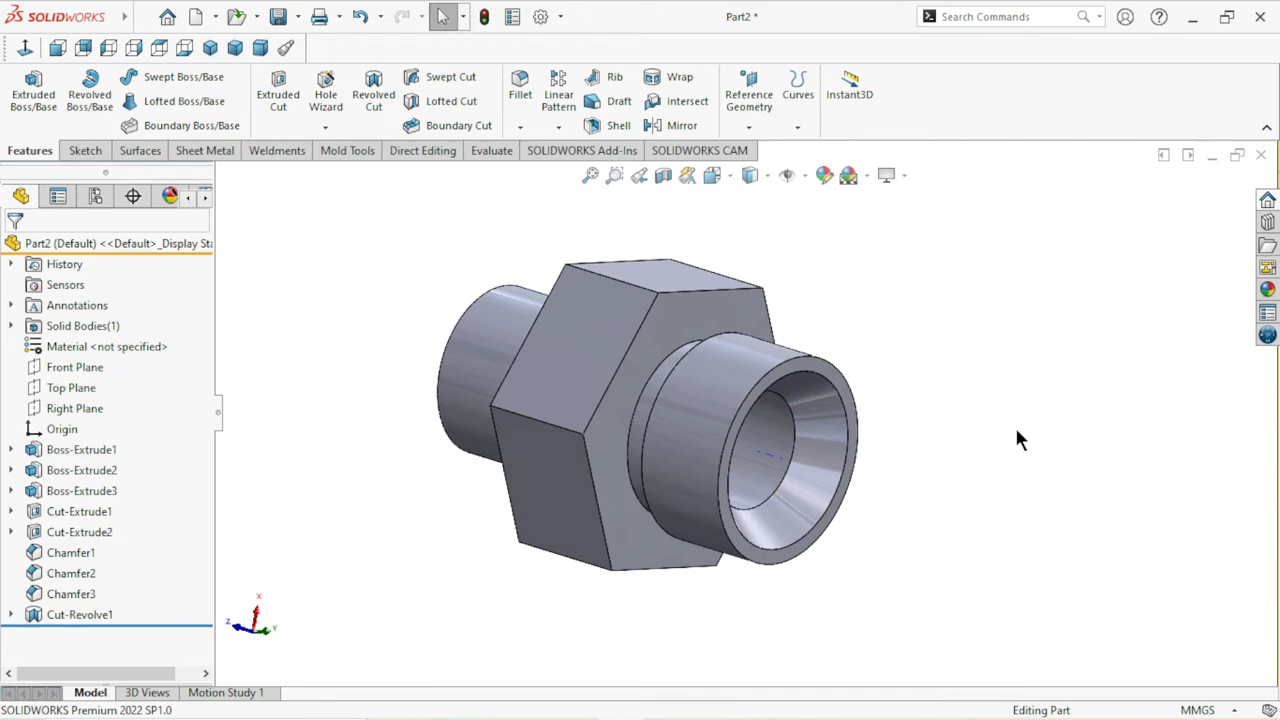 SOLIDWORKS
Part2 *
Search Commands
Extruded Boss/Base
Revolved Boss/Base
Swept Boss/Base
Lofted Boss/Base
Boundary Boss/Base
Extruded Cut
Hole Wizard
Revolved Cut
Swept Cut
Lofted Cut
Boundary Cut
Fillet
Linear Pattern
Rib
Draft
Shell
Wrap
Intersect
Mirror
Reference Geometry
Curves
Instant3D
Features
Sketch
Surfaces
Sheet Metal
Weldments
Mold Tools
Direct Editing
Evaluate
SOLIDWORKS Add-Ins
SOLIDWORKS CAM
Part2 (Default) <<Default>_Display Sta
History
Sensors
Annotations
Solid Bodies(1)
Material <not specified>
Front Plane
Top Plane
Right Plane
Origin
Boss-Extrude1
Boss-Extrude2
Boss-Extrude3
Cut-Extrude1
Cut-Extrude2
Chamfer1
Chamfer2
Chamfer3
Cut-Revolve1
X
Z
Y
Model
3D Views
Motion Study 1
SOLIDWORKS Premium 2022 SP1.0
Editing Part
MMGS